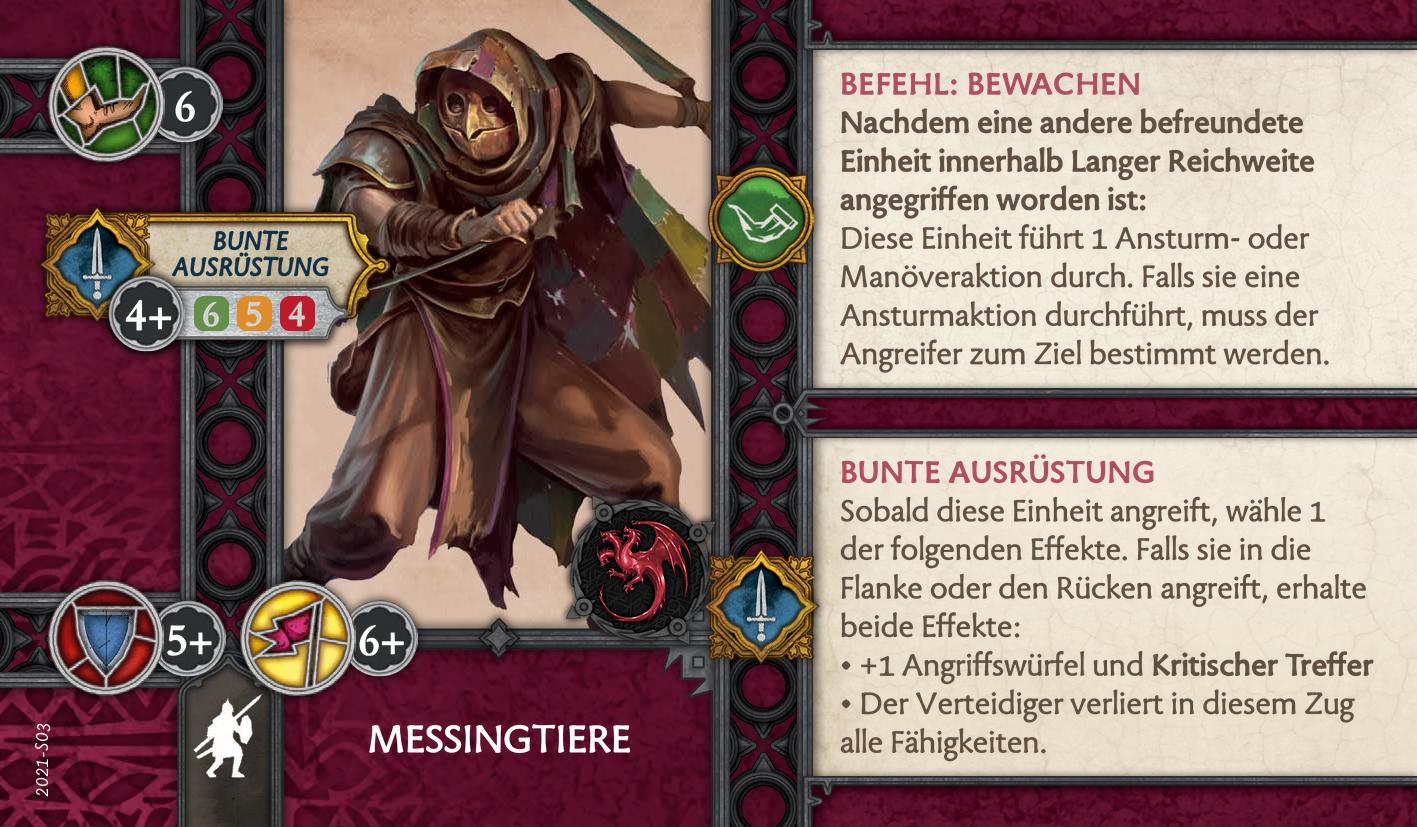 6
BUNTE
AUSRÜSTUNG
4+ 6 5 4
5+ 6+
MESSINGTIERE
2021-S03
BEFEHL: BEWACHEN
Nachdem eine andere befreundete
Einheit innerhalb Langer Reichweite
angegriffen worden ist:
Diese Einheit führt 1 Ansturm- oder
Manöveraktion durch. Falls sie eine
Ansturmaktion durchführt, muss der
Angreifer zum Ziel bestimmt werden.
BUNTE AUSRÜSTUNG
Sobald diese Einheit angreift, wähle 1
der folgenden Effekte. Falls sie in die
Flanke oder den Rücken angreift, erhalte
beide Effekte:
• +1 Angriffswürfel und Kritischer Treffer
• Der Verteidiger verliert in diesem Zug
alle Fähigkeiten.